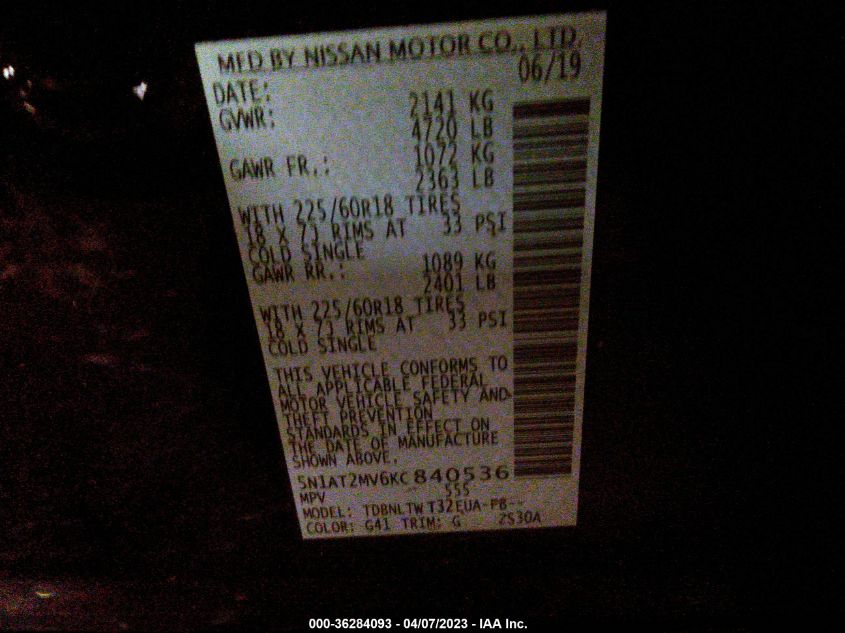 MFD BY NISSAN MOTOR CO., LTD.
DATE: 06/19
GVWR: 2141 KG
4720 LB
GAWR FR.: 1072 KG
2363 LB
WITH 225/60R18 TIRES
18 X 7J RIMS AT 33 PSI
COLD SINGLE
GAWR RR.: 1089 KG
2401 LB
WITH 225/60R18 TIRES
18 X 7J RIMS AT 33 PSI
COLD SINGLE
THIS VEHICLE CONFORMS TO
ALL APPLICABLE FEDERAL
MOTOR VEHICLE SAFETY AND
THEFT PREVENTION
STANDARDS IN EFFECT ON
THE DATE OF MANUFACTURE
SHOWN ABOVE.
5N1AT2MV6KC840536
MPV 555
MODEL: TDBNLTWT32EUA-PB--
COLOR: G41 TRIM: G ZS30A
000-36284093 - 04/07/2023 - IAA Inc.